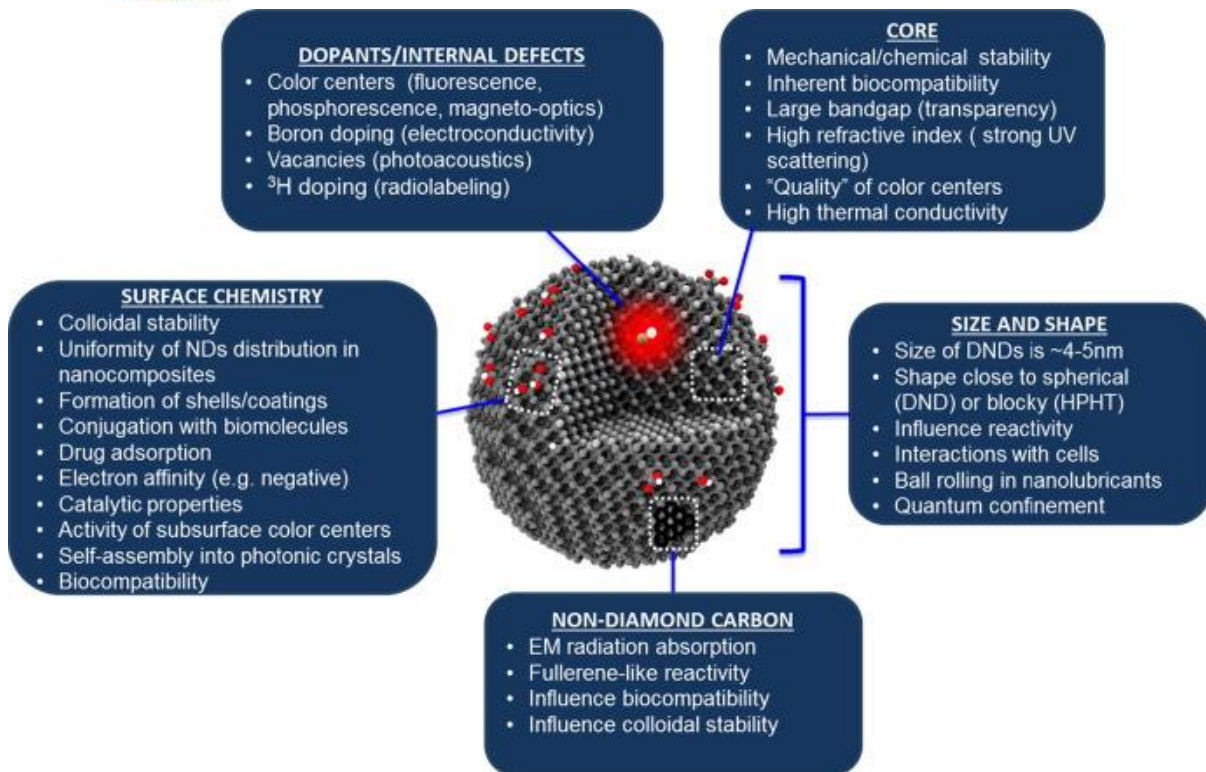 DOPANTS/INTERNAL DEFECTS
• Color centers (fluorescence,
phosphorescence, magneto-optics)
• Boron doping (electroconductivity)
• Vacancies (photoacoustics)
• ³H doping (radiolabeling)
CORE
• Mechanical/chemical stability
• Inherent biocompatibility
• Large bandgap (transparency)
• High refractive index ( strong UV
scattering)
• "Quality" of color centers
• High thermal conductivity
SURFACE CHEMISTRY
• Colloidal stability
• Uniformity of NDs distribution in
nanocomposites
• Formation of shells/coatings
• Conjugation with biomolecules
• Drug adsorption
• Electron affinity (e.g. negative)
• Catalytic properties
• Activity of subsurface color centers
• Self-assembly into photonic crystals
• Biocompatibility
SIZE AND SHAPE
• Size of DNDs is ~4-5nm
• Shape close to spherical
(DND) or blocky (HPHT)
• Influence reactivity
• Interactions with cells
• Ball rolling in nanolubricants
• Quantum confinement
NON-DIAMOND CARBON
• EM radiation absorption
• Fullerene-like reactivity
• Influence biocompatibility
• Influence colloidal stability